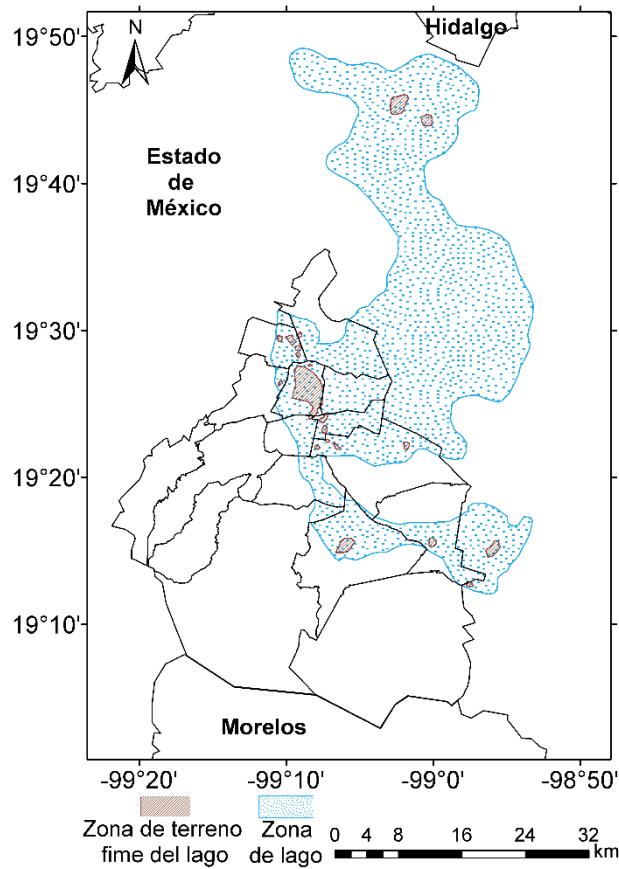 Hidalgo
N
19°50'
Estado
de
México
19°40'
19°30'
19°20'
19°10'
Morelos
-99°20' -99°10' -99°0' -98°50'
Zona de terreno
fime del lago
Zona
de lago
0 4 8 16 24 32
km